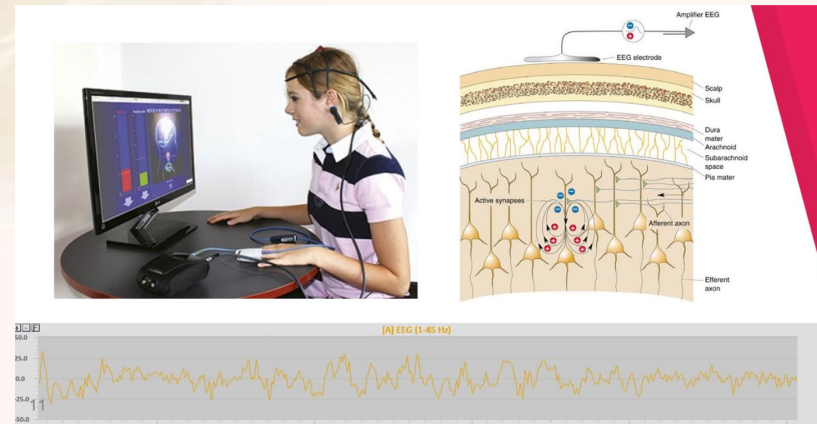 Amplifier EEG
EEG electrode
Scalp
Skull
Dura
mater
Arachnoid
Subarachnoid
space
Pia mater
Active synapses
Afferent axon
Efferent
axon
[A] EEG (1-45 Hz)
50.0
25.0
0.0
-25.0
11
-50.0